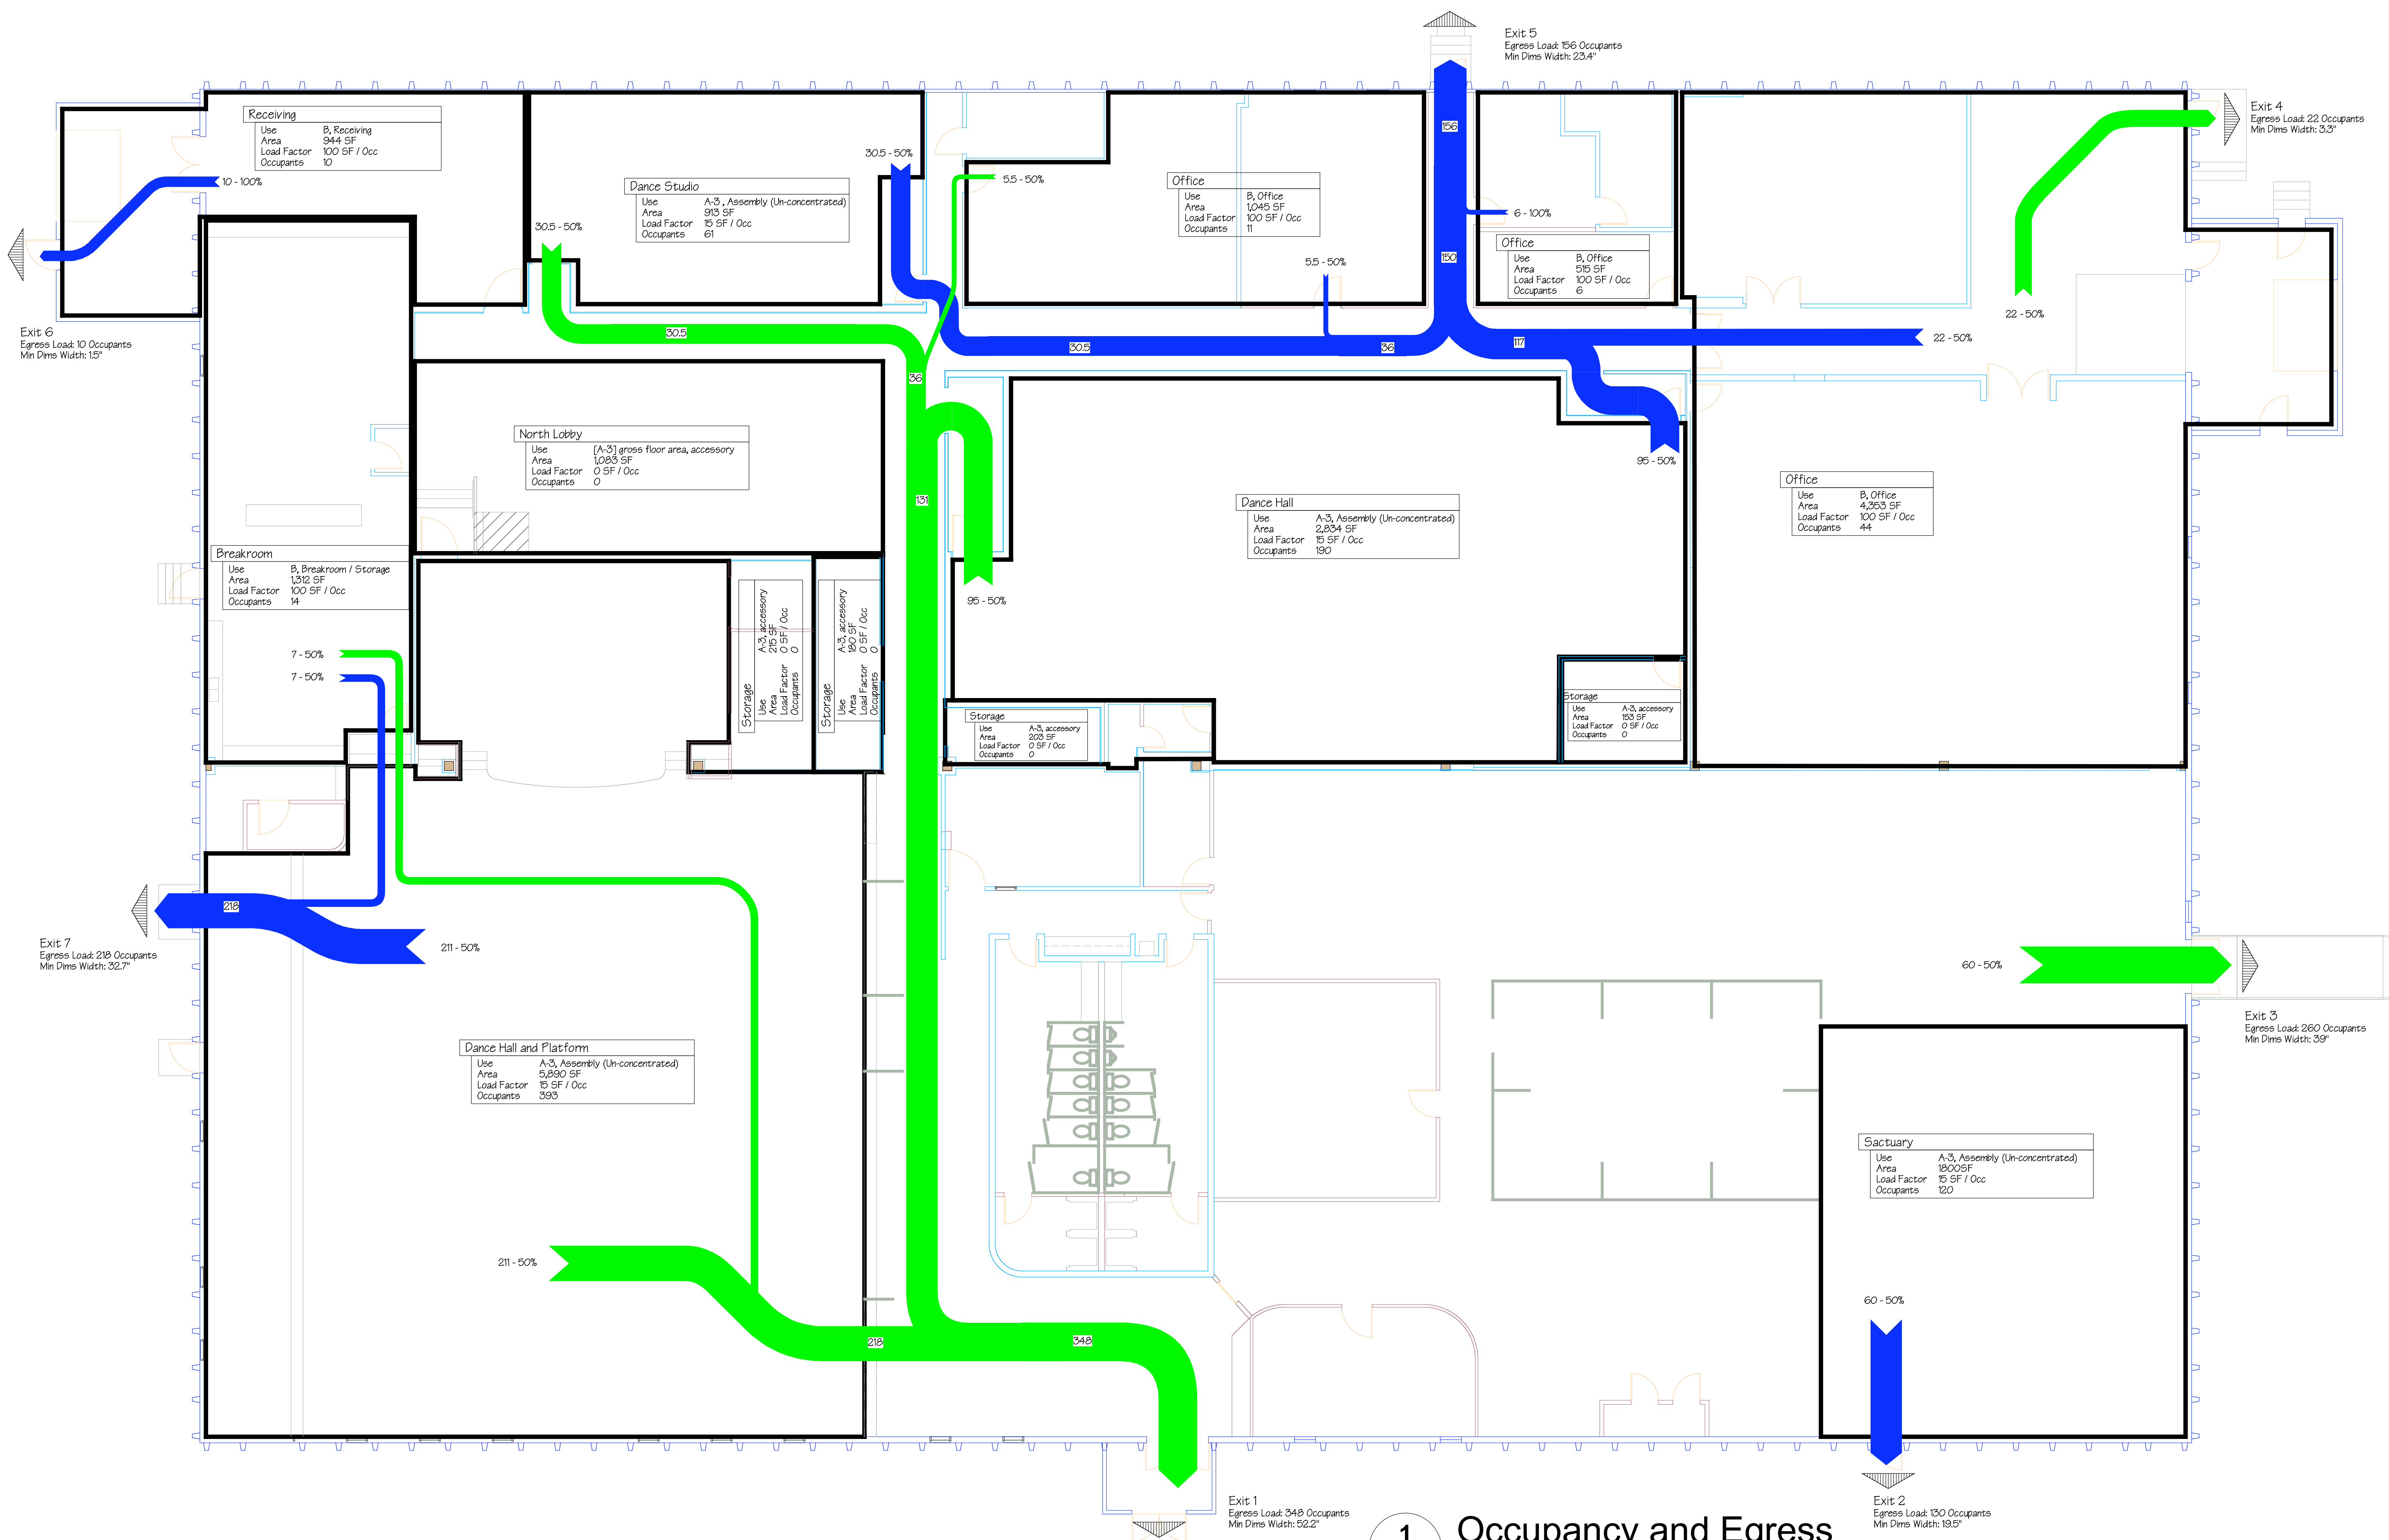 Exit 5
Egress Load: 156 Occupants
Min Dims Width: 23.4"
Exit 4
Egress Load: 22 Occupants
Min Dims Width: 3.3"
Receiving
Use B, Receiving
Area 944 SF
Load Factor 100 SF / Occ
Occupants 10
10 - 100%
Exit 6
Egress Load: 10 Occupants
Min Dims Width: 1.5"
Dance Studio
Use A-3 , Assembly (Un-concentrated)
Area 913 SF
Load Factor 15 SF / Occ
Occupants 61
30.5 - 50%
30.5 - 50%
5.5 - 50%
Office
Use B, Office
Area 1,045 SF
Load Factor 100 SF / Occ
Occupants 11
5.5 - 50%
156
150
6 - 100%
Office
Use B, Office
Area 515 SF
Load Factor 100 SF / Occ
Occupants 6
22 - 50%
22 - 50%
30.5
30.5
36
117
36
95 - 50%
North Lobby
Use [A-3] gross floor area, accessory
Area 1,083 SF
Load Factor 0 SF / Occ
Occupants 0
131
Dance Hall
Use A-3, Assembly (Un-concentrated)
Area 2,834 SF
Load Factor 15 SF / Occ
Occupants 190
95 - 50%
Office
Use B, Office
Area 4,353 SF
Load Factor 100 SF / Occ
Occupants 44
Breakroom
Use B, Breakroom / Storage
Area 1,312 SF
Load Factor 100 SF / Occ
Occupants 14
7 - 50%
7 - 50%
Storage
Use A-3, accessory
Area 215 SF
Load Factor 0 SF / Occ
Occupants 0
Storage
Use A-3, accessory
Area 180 SF
Load Factor 0 SF / Occ
Occupants 0
Storage
Use A-3, accessory
Area 203 SF
Load Factor 0 SF / Occ
Occupants 0
Storage
Use A-3, accessory
Area 153 SF
Load Factor 0 SF / Occ
Occupants 0
218
211 - 50%
Exit 7
Egress Load: 218 Occupants
Min Dims Width: 32.7"
60 - 50%
Exit 3
Egress Load: 260 Occupants
Min Dims Width: 39"
Dance Hall and Platform
Use A-3, Assembly (Un-concentrated)
Area 5,890 SF
Load Factor 15 SF / Occ
Occupants 393
Sactuary
Use A-3, Assembly (Un-concentrated)
Area 1800SF
Load Factor 15 SF / Occ
Occupants 120
211 - 50%
218
348
60 - 50%
Exit 1
Egress Load: 348 Occupants
Min Dims Width: 52.2"
Exit 2
Egress Load: 130 Occupants
Min Dims Width: 19.5"
1
Occupancy and Egress